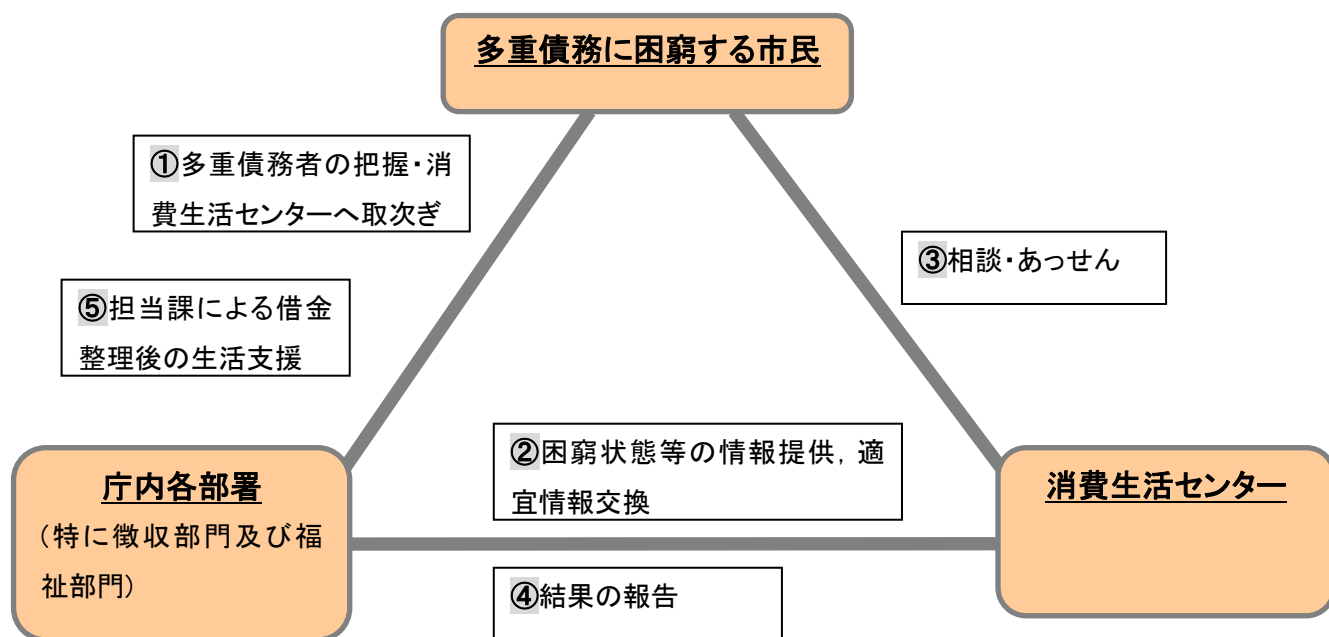 多重債務に困窮する市民
①多重債務者の把握・消
費生活センターへ取次ぎ
③相談・あっせん
⑤担当課による借金
整理後の生活支援
②困窮状態等の情報提供，適
宜情報交換
庁内各部署
（特に徴収部門及び福
祉部門）
消費生活センター
④結果の報告